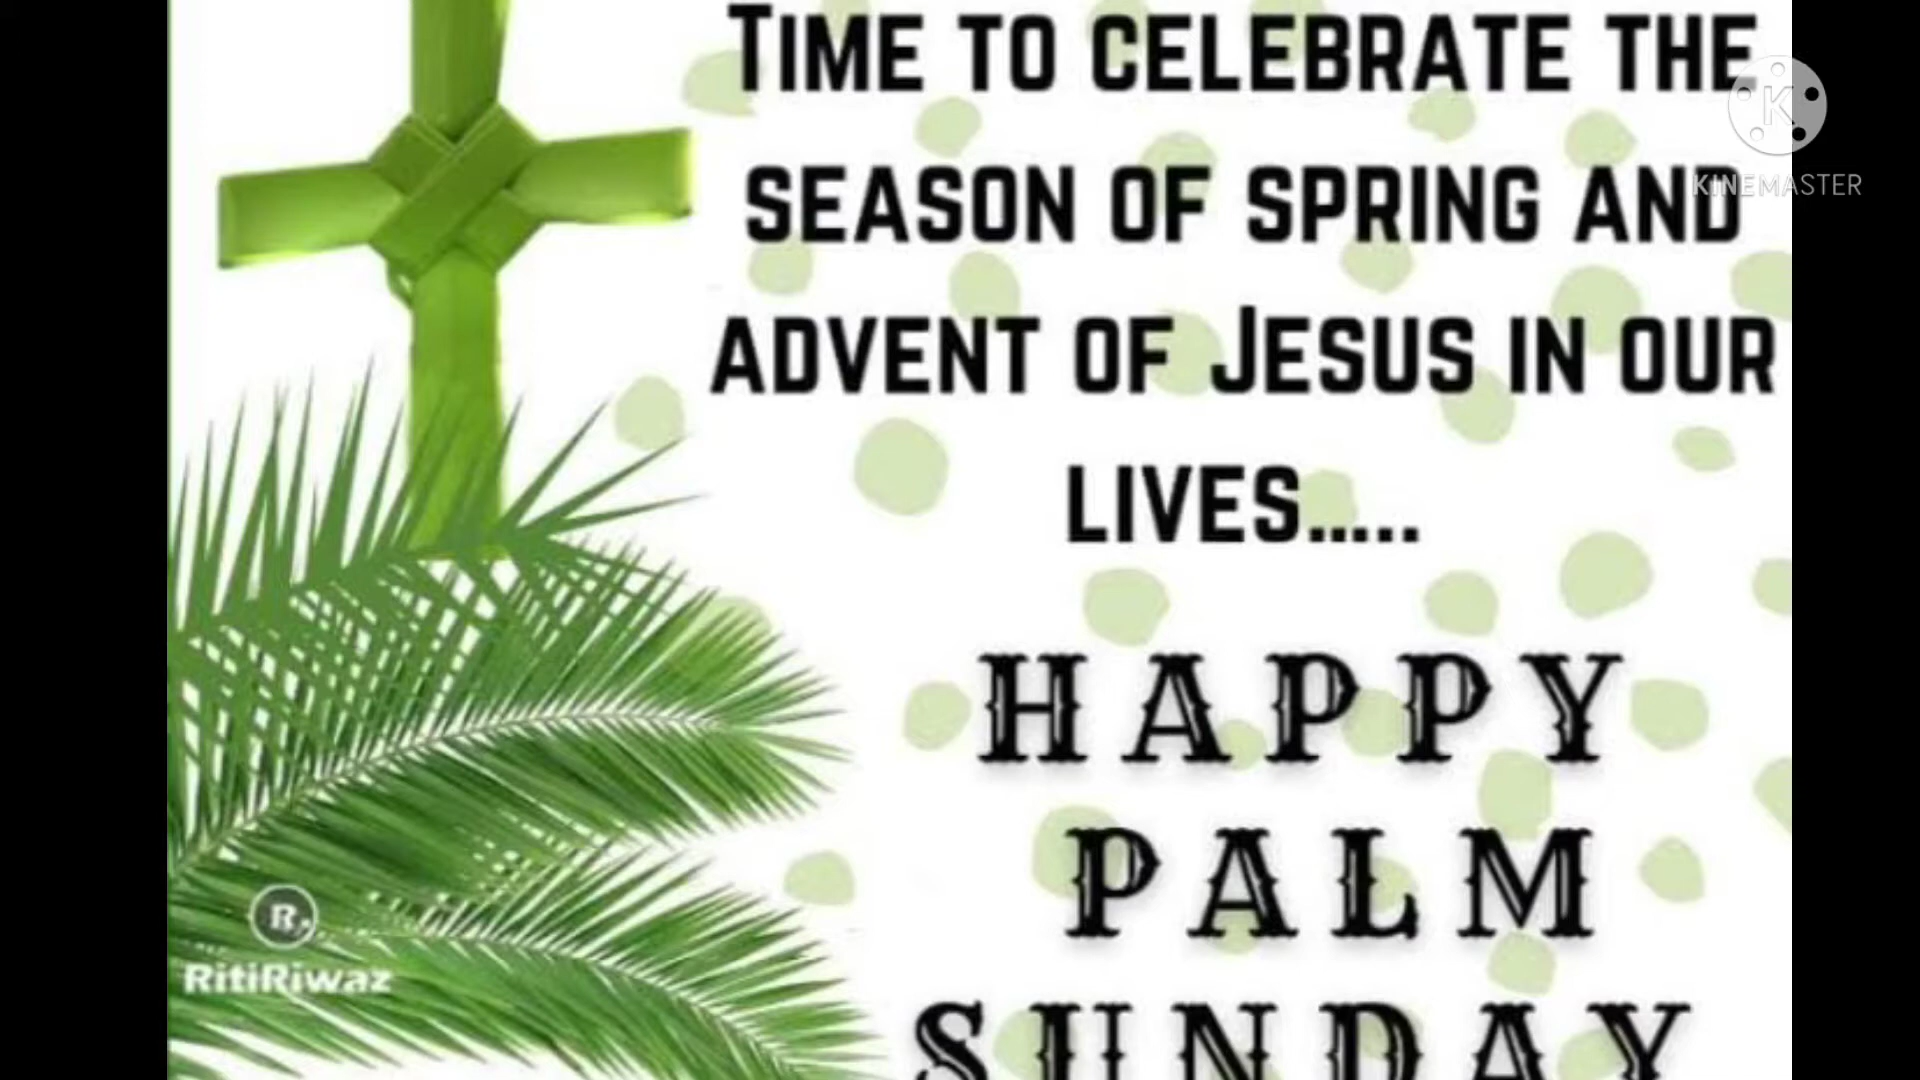 TIME TO CELEBRATE THE
SEASON OF SPRING AND
ADVENT OF JESUS IN OUR
LIVES.....
HAPPY
PALM
SUNDAY
K
KINEMASTER
R.
RitiRiwaz